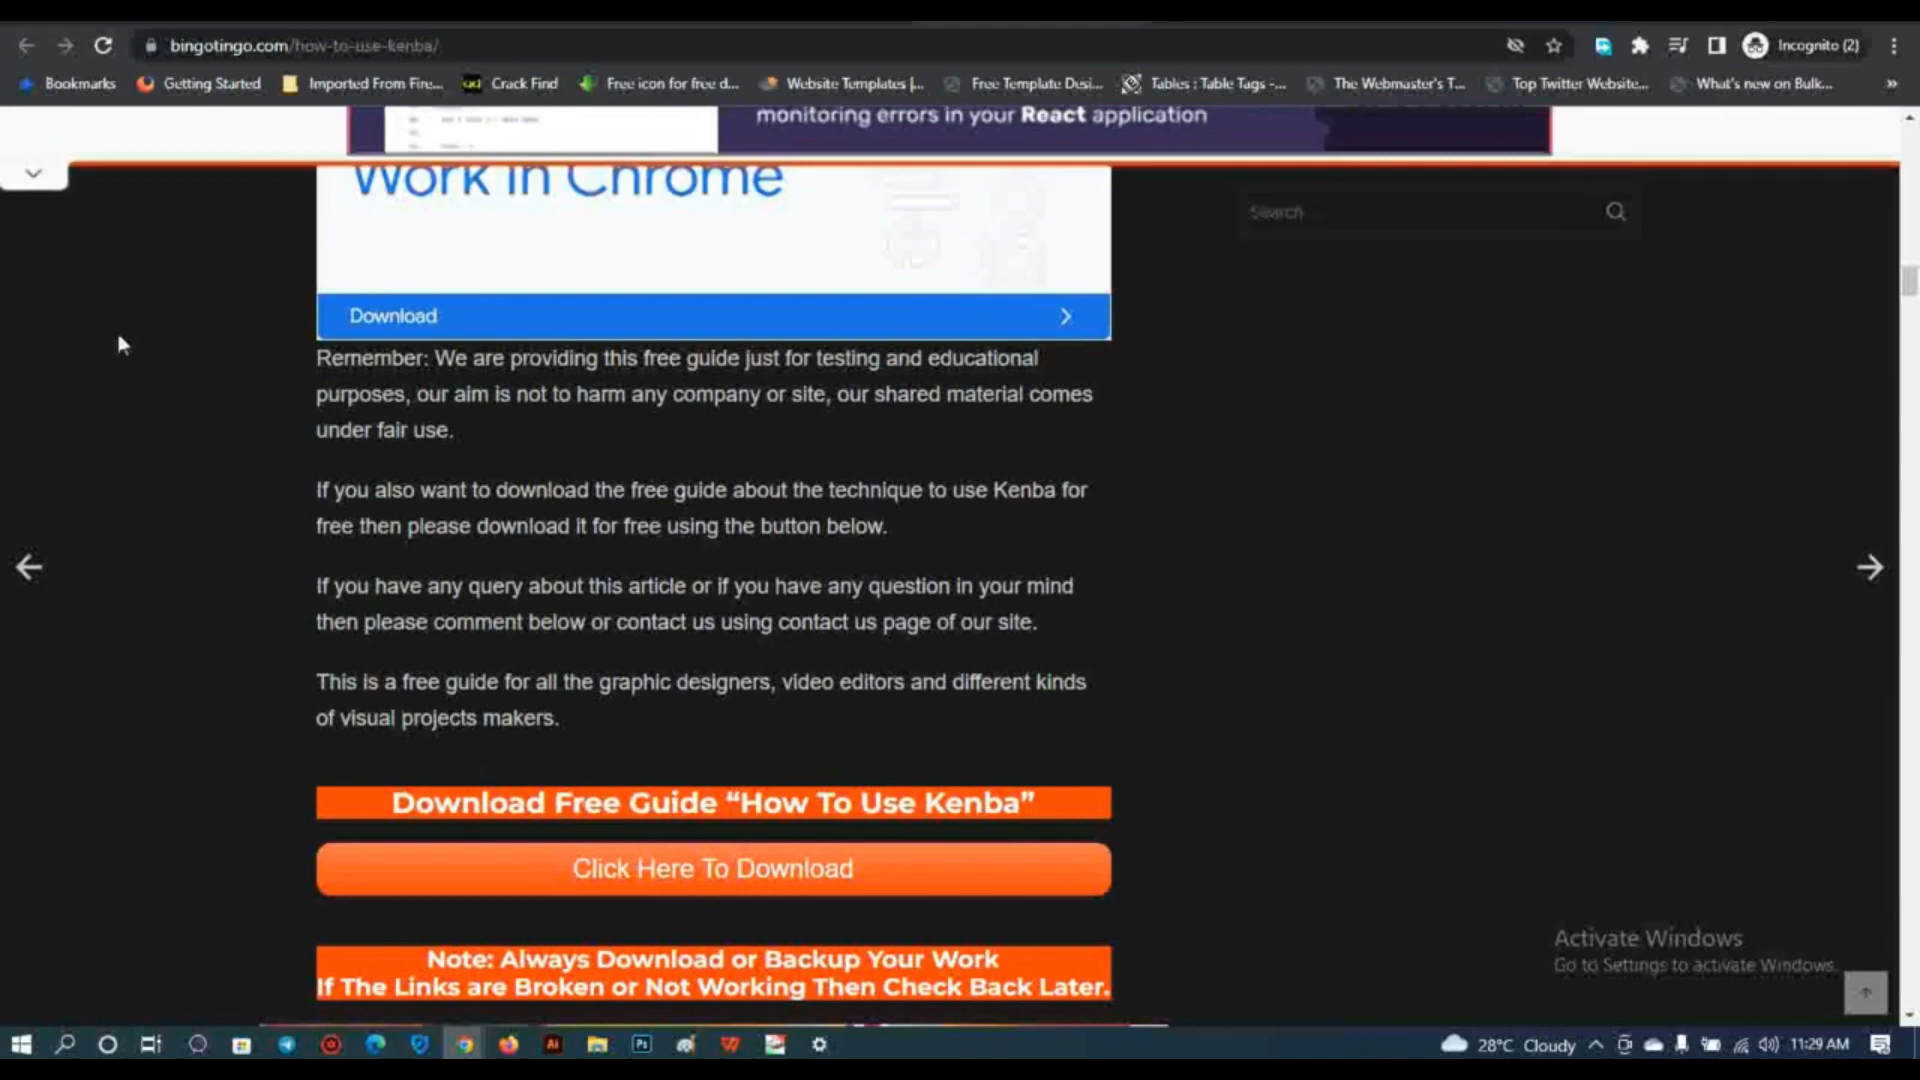 bingotingo.com/how-to-use-kenba/
Incognito (2)
Bookmarks
Getting Started
Imported From Fire...
Crack Find
Free icon for free d...
Website Templates |...
Free Template Desi...
Tables : Table Tags -...
The Webmaster's T...
Top Twitter Website...
What's new on Bulk...
monitoring errors in your React application
Work in Chrome
Search
Download
Remember: We are providing this free guide just for testing and educational
purposes, our aim is not to harm any company or site, our shared material comes
under fair use.
If you also want to download the free guide about the technique to use Kenba for
free then please download it for free using the button below.
If you have any query about this article or if you have any question in your mind
then please comment below or contact us using contact us page of our site.
This is a free guide for all the graphic designers, video editors and different kinds
of visual projects makers.
Download Free Guide “How To Use Kenba”
Click Here To Download
Note: Always Download or Backup Your Work
If The Links are Broken or Not Working Then Check Back Later.
Activate Windows
Go to Settings to activate Windows.
Ai
Ps
28°C Cloudy
11:29 AM